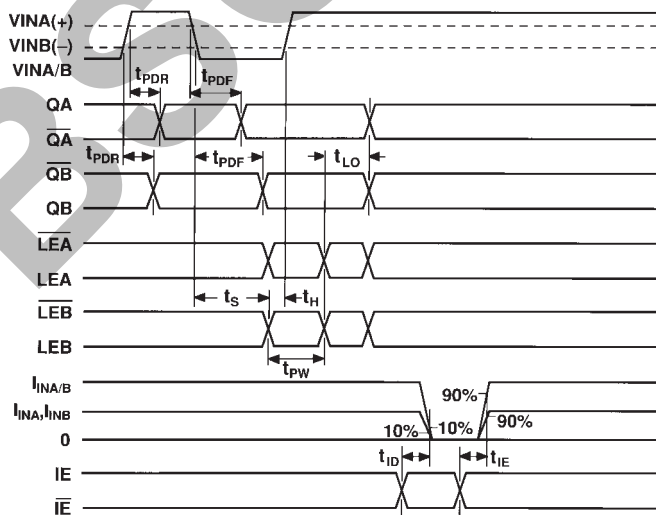 VINA(+)
VINB(–)
VINA/B
tPDR tPDF
QA
QA
tPDR tPDF tLO
QB
QB
LEA
LEA
tS tH
LEB
LEB
tPW
IINA/B
90%
IINA,IINB
90%
10% 10%
0
tID tIE
IE
IE